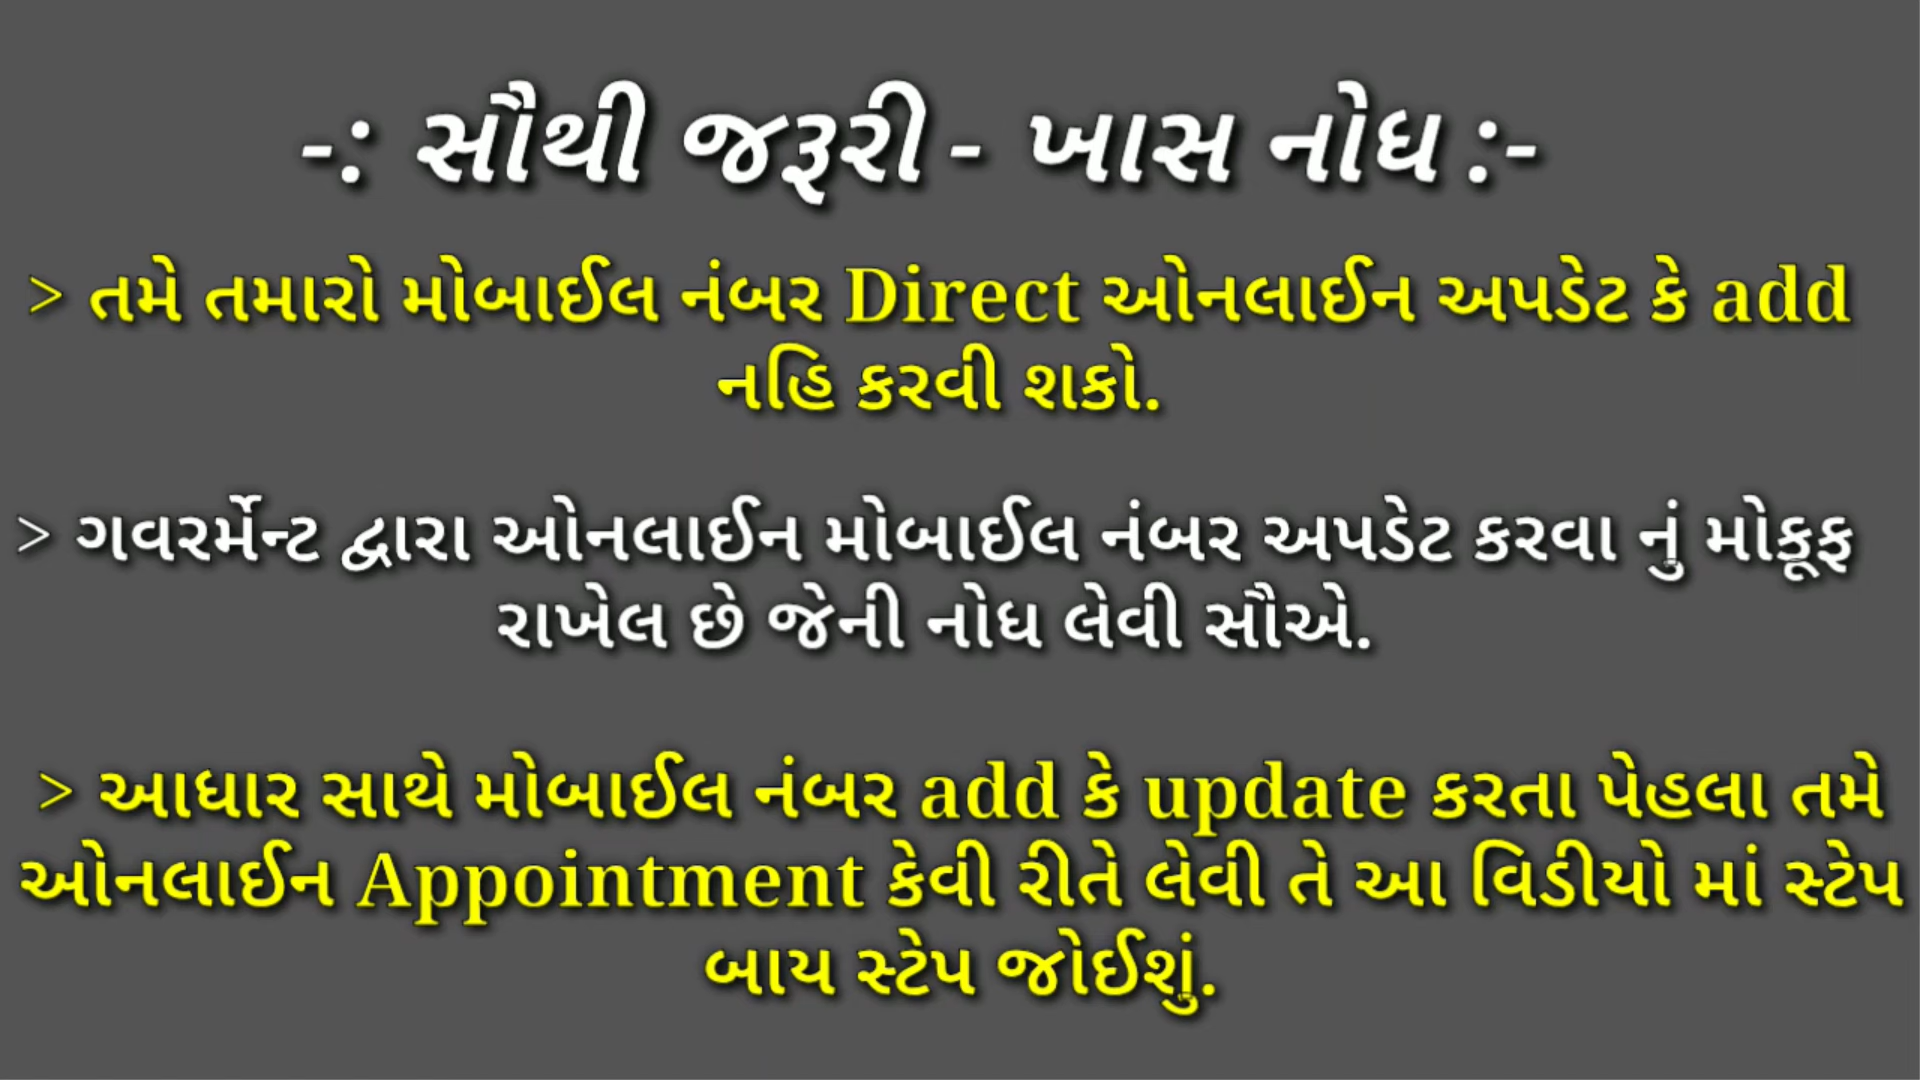 -: સૌથી જરૂરી - ખાસ નોધ :-
> તમે તમારો મોબાઈલ નંબર Direct ઓનલાઈન અપડેટ કે add
નહિ કરવી શકો.
> ગવરર્મેન્ટ દ્વારા ઓનલાઈન મોબાઈલ નંબર અપડેટ કરવા નું મોકૂફ
રાખેલ છે જેની નોધ લેવી સૌએ.
> આધાર સાથે મોબાઈલ નંબર add કે update કરતા પેહલા તમે
ઓનલાઈન Appointment કેવી રીતે લેવી તે આ વિડીયો માં સ્ટેપ
બાય સ્ટેપ જોઈશું.